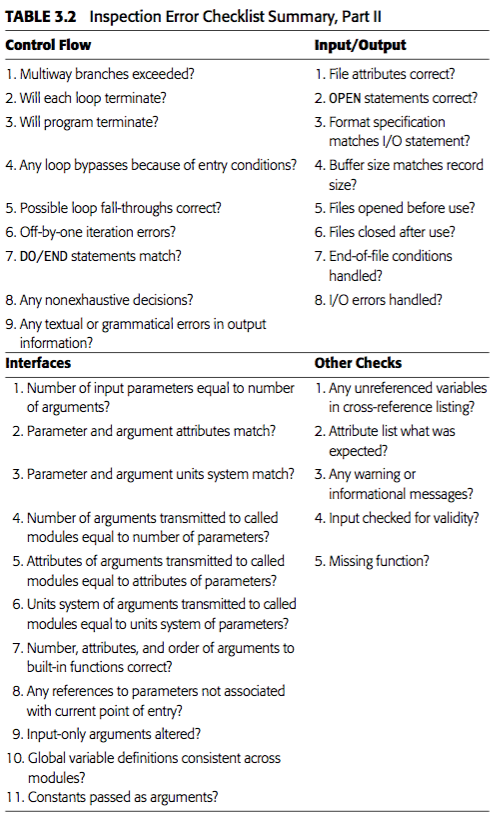 TABLE 3.2 Inspection Error Checklist Summary, Part II
Control Flow
1. Multiway branches exceeded?
2. Will each loop terminate?
3. Will program terminate?
4. Any loop bypasses because of entry conditions?
5. Possible loop fall-throughs correct?
6. Off-by-one iteration errors?
7. DO/END statements match?
8. Any nonexhaustive decisions?
9. Any textual or grammatical errors in output
information?
Input/Output
1. File attributes correct?
2. OPEN statements correct?
3. Format specification
matches I/O statement?
4. Buffer size matches record
size?
5. Files opened before use?
6. Files closed after use?
7. End-of-file conditions
handled?
8. I/O errors handled?
Interfaces
1. Number of input parameters equal to number
of arguments?
2. Parameter and argument attributes match?
3. Parameter and argument units system match?
4. Number of arguments transmitted to called
modules equal to number of parameters?
5. Attributes of arguments transmitted to called
modules equal to attributes of parameters?
6. Units system of arguments transmitted to called
modules equal to units system of parameters?
7. Number, attributes, and order of arguments to
built-in functions correct?
8. Any references to parameters not associated
with current point of entry?
9. Input-only arguments altered?
10. Global variable definitions consistent across
modules?
11. Constants passed as arguments?
Other Checks
1. Any unreferenced variables
in cross-reference listing?
2. Attribute list what was
expected?
3. Any warning or
informational messages?
4. Input checked for validity?
5. Missing function?